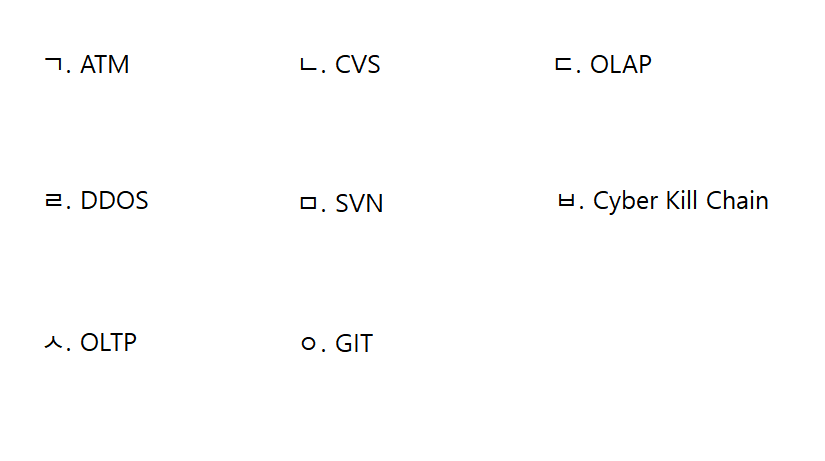 ㄱ. ATM
ㄴ. CVS
ㄷ. OLAP
ㄹ. DDOS
ㅁ. SVN
ㅂ. Cyber Kill Chain
ㅅ. OLTP
ㅇ. GIT